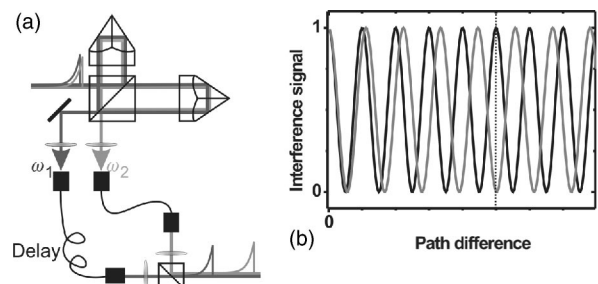 (a)
ω1
ω2
Delay
Interference signal
1
0
0
Path difference
(b)